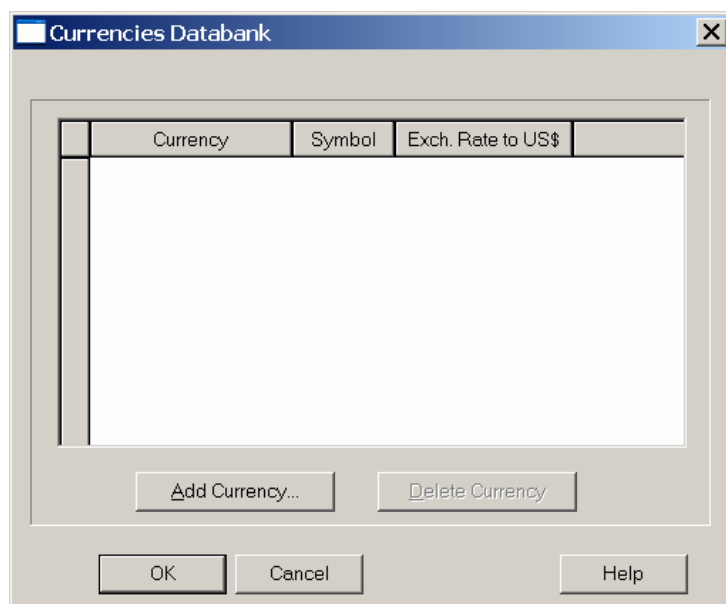 Currencies Databank
Currency Symbol Exch. Rate to US$
Add Currency... Delete Currency
OK Cancel Help